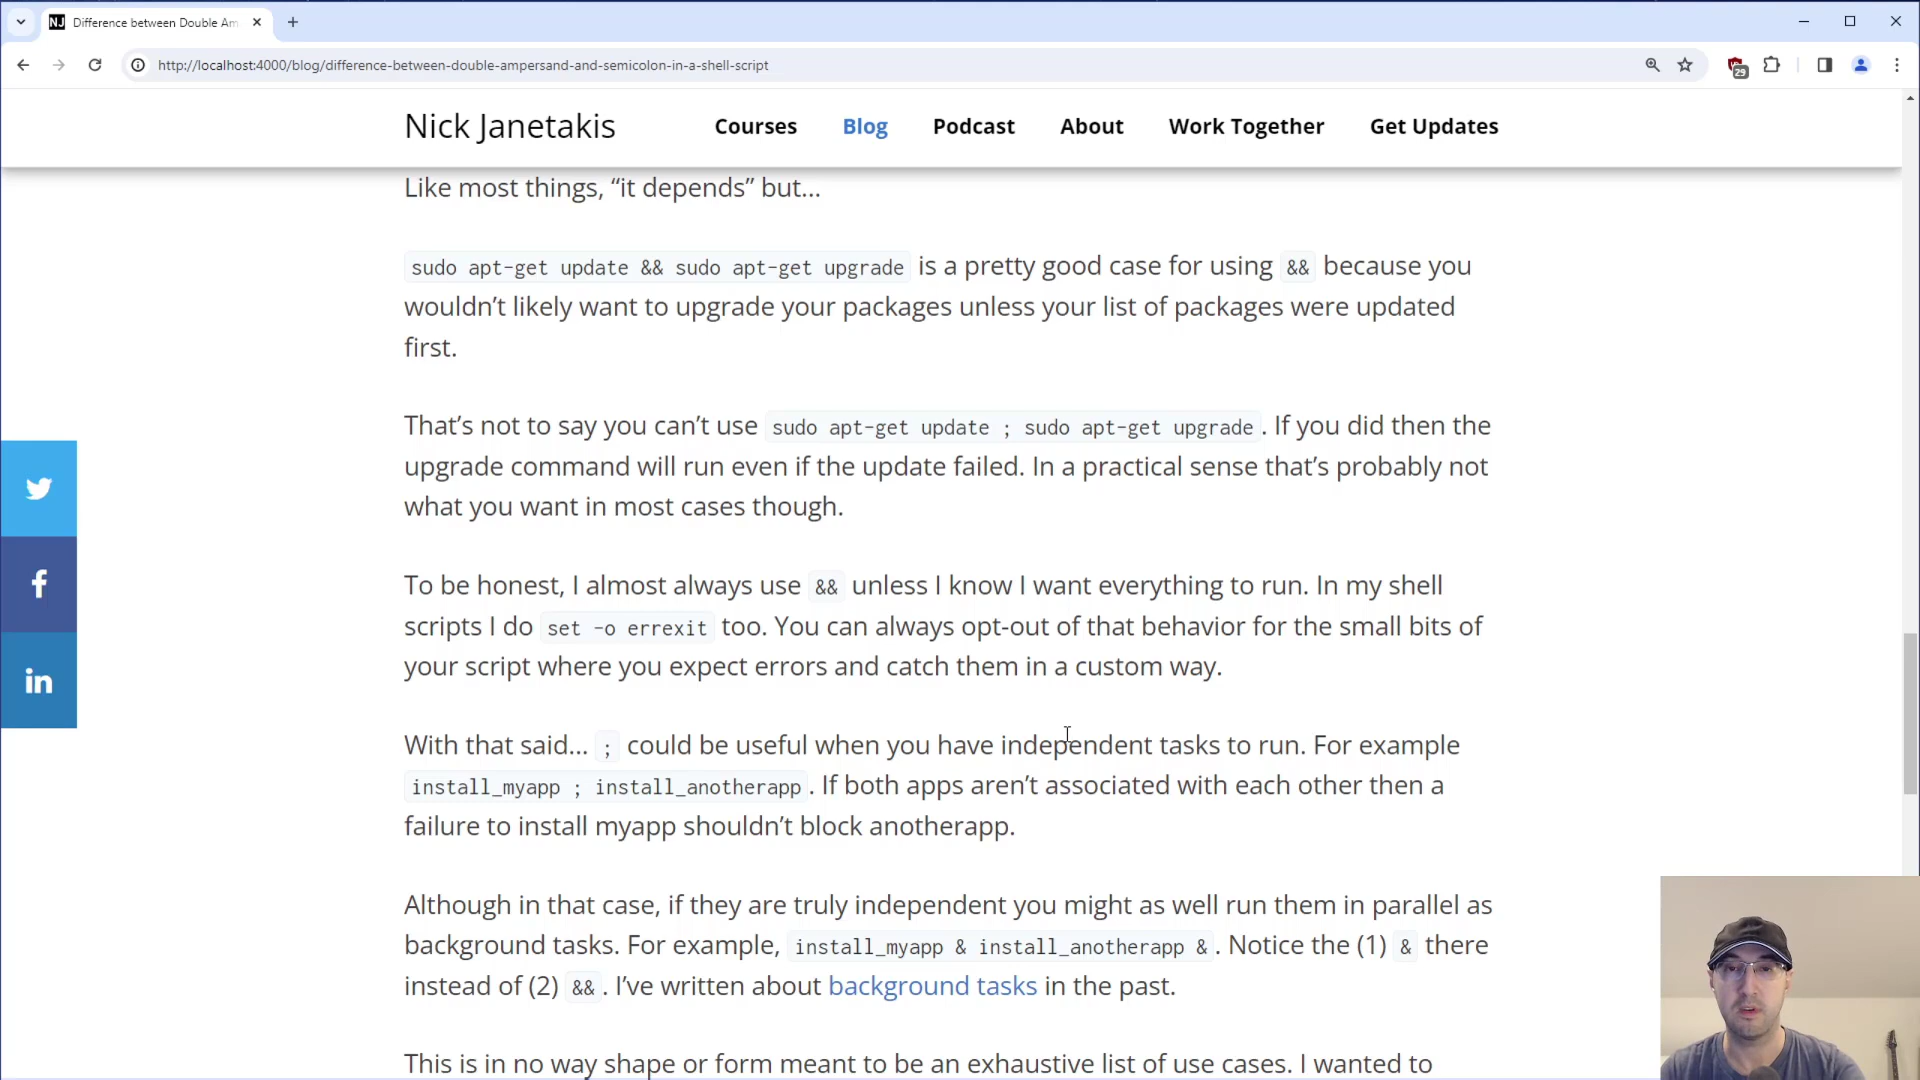 NJ Difference between Double Am
http://localhost:4000/blog/difference-between-double-ampersand-and-semicolon-in-a-shell-script
29
Nick Janetakis Courses Blog Podcast About Work Together Get Updates
Like most things, “it depends” but...
sudo apt-get update && sudo apt-get upgrade is a pretty good case for using && because you
wouldn’t likely want to upgrade your packages unless your list of packages were updated
first.
That’s not to say you can’t use sudo apt-get update ; sudo apt-get upgrade. If you did then the
upgrade command will run even if the update failed. In a practical sense that’s probably not
what you want in most cases though.
To be honest, I almost always use && unless I know I want everything to run. In my shell
scripts I do set -o errexit too. You can always opt-out of that behavior for the small bits of
your script where you expect errors and catch them in a custom way.
With that said... ; could be useful when you have independent tasks to run. For example
install_myapp ; install_anotherapp. If both apps aren’t associated with each other then a
failure to install myapp shouldn’t block anotherapp.
Although in that case, if they are truly independent you might as well run them in parallel as
background tasks. For example, install_myapp & install_anotherapp &. Notice the (1) & there
instead of (2) &&. I’ve written about background tasks in the past.
This is in no way shape or form meant to be an exhaustive list of use cases. I wanted to